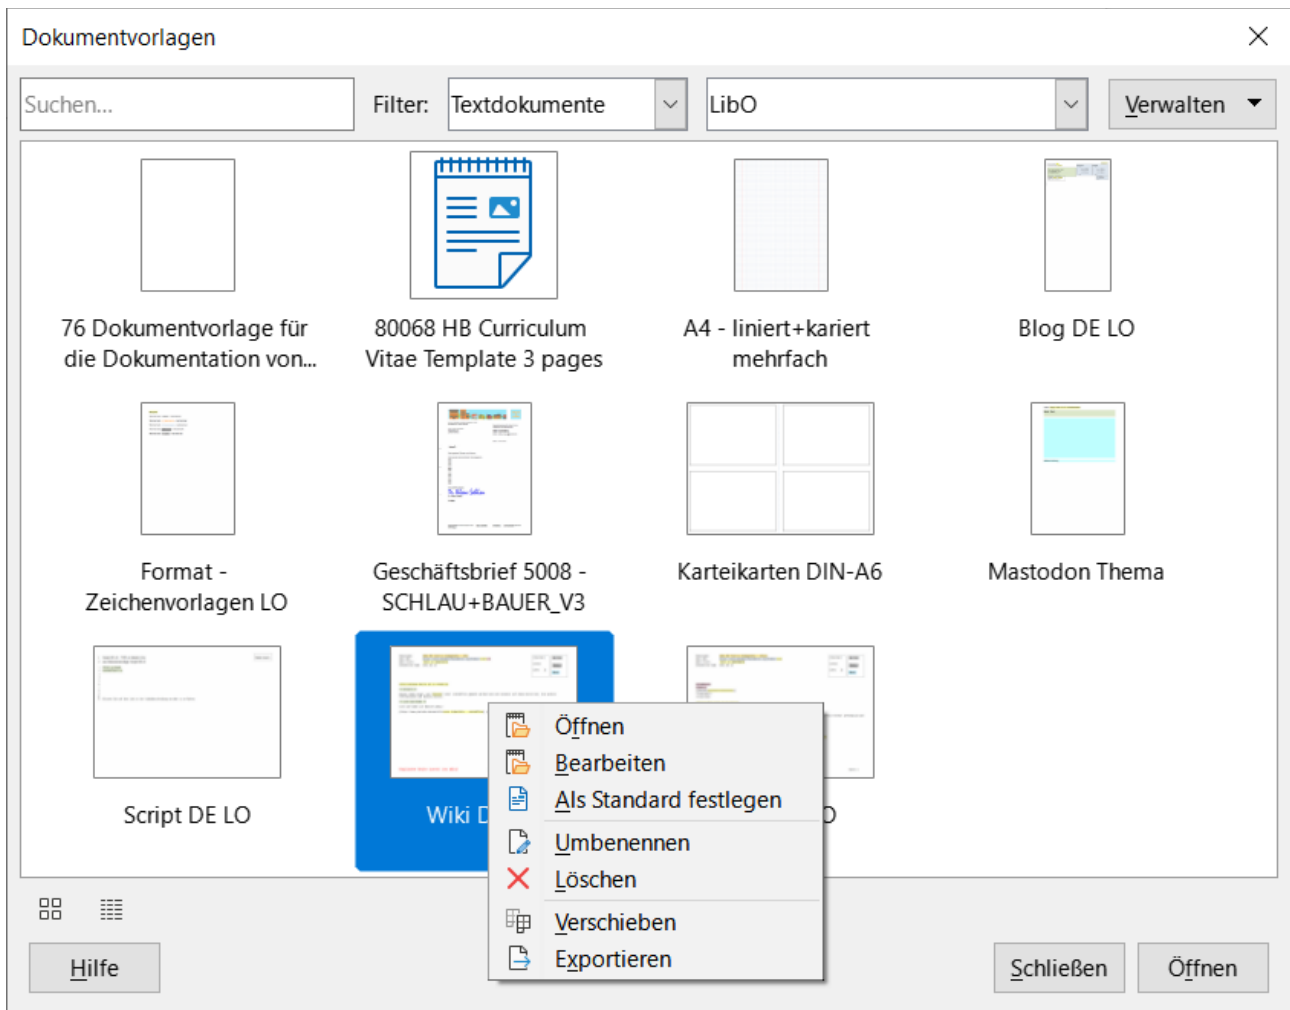 Dokumentvorlagen
Suchen...
Filter:
Textdokumente
LibO
Verwalten
76 Dokumentvorlage für
die Dokumentation von...
80068 HB Curriculum
Vitae Template 3 pages
A4 - liniert+kariert
mehrfach
Blog DE LO
Format -
Zeichenvorlagen LO
Geschäftsbrief 5008 -
SCHLAU+BAUER_V3
Karteikarten DIN-A6
Mastodon Thema
Script DE LO
Wiki
Öffnen
Bearbeiten
Als Standard festlegen
Umbenennen
Löschen
Verschieben
Exportieren
Hilfe
Schließen
Öffnen